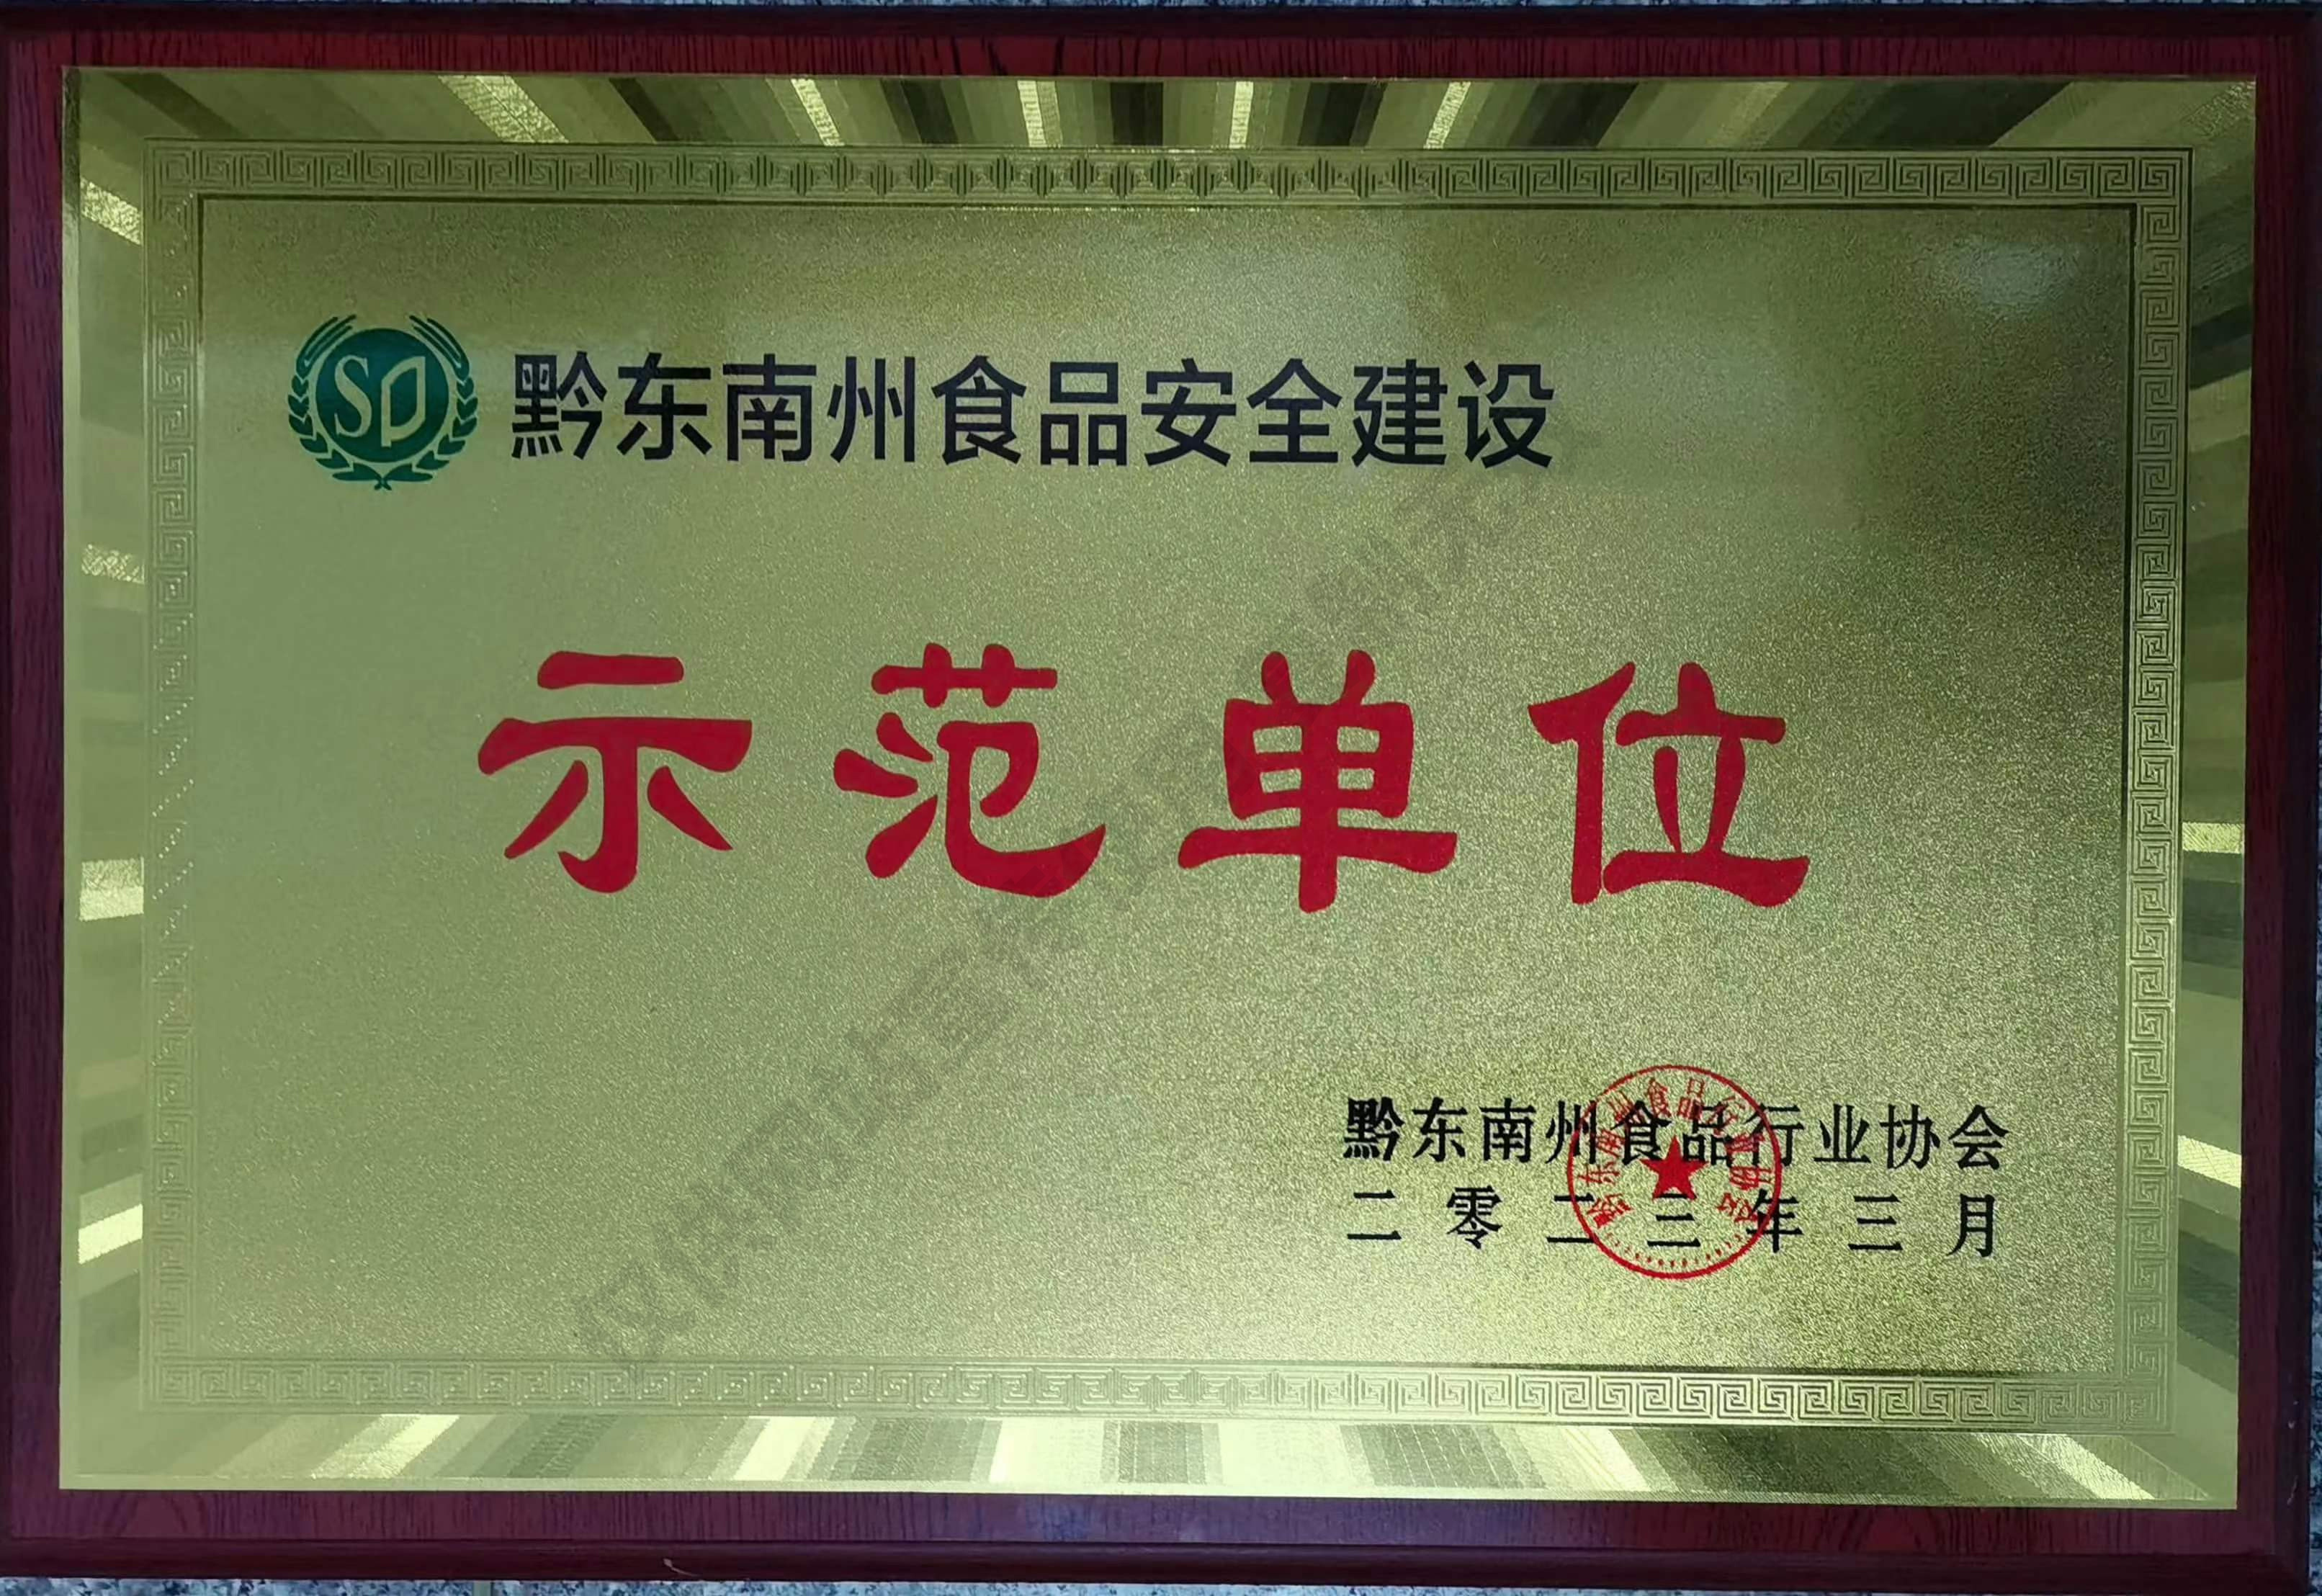 黔东南州食品安全建设
示范单位
黔东南州食品行业协会
二零二三年三月